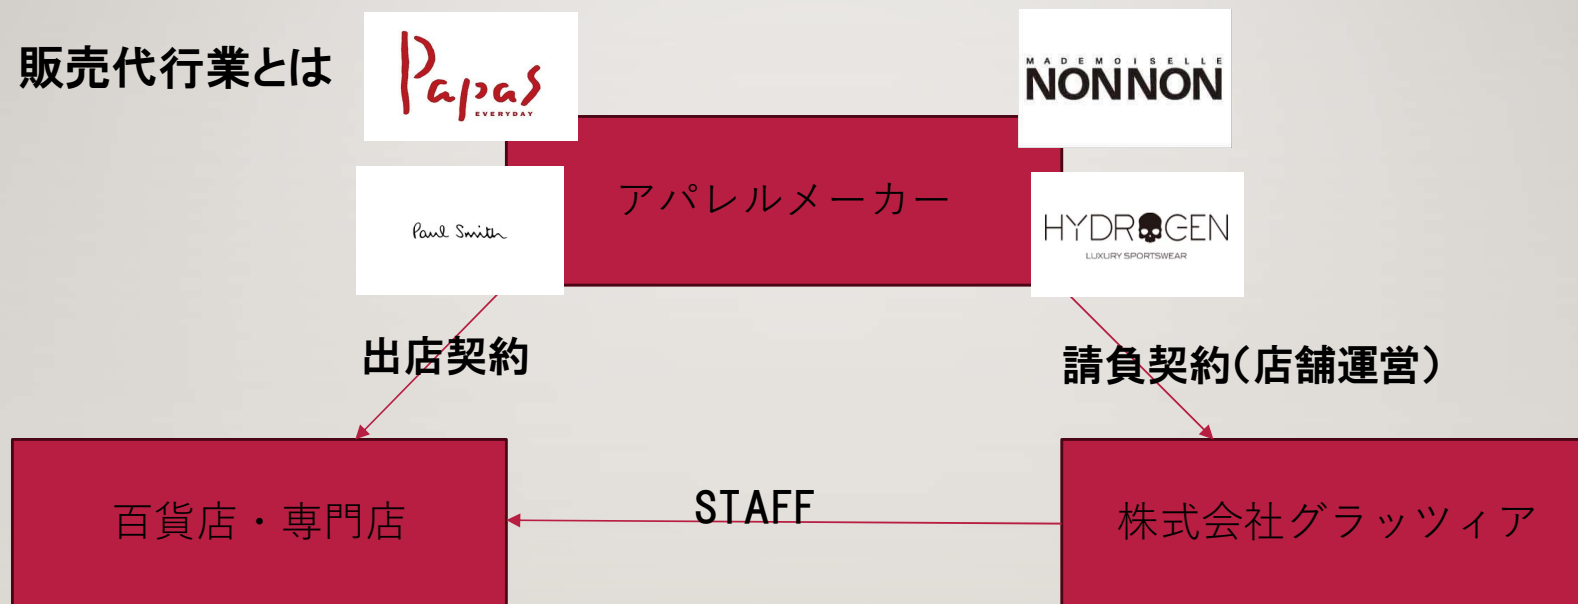 販売代行業とは
Papas
EVERYDAY
MADEMOISELLE
NONNON
アパレルメーカー
Paul Smith
HYDROGEN
LUXURY SPORTSWEAR
出店契約
請負契約(店舗運営)
百貨店・専門店
STAFF
株式会社グラッツィア